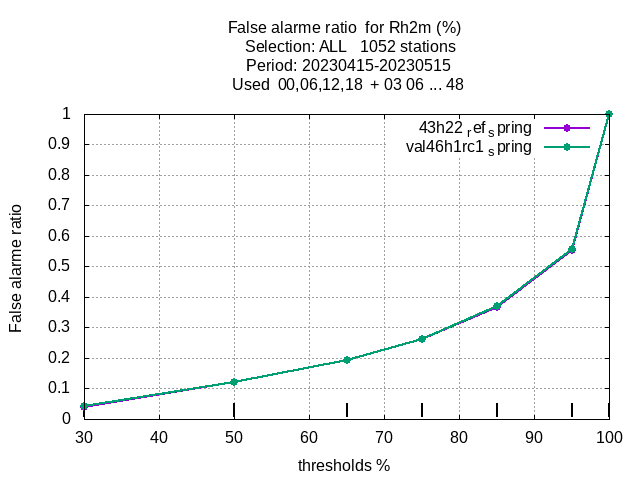 False alarme ratio  for Rh2m (%)
Selection: ALL   1052 stations
Period: 20230415-20230515
Used  00,06,12,18  + 03 06 ... 48
43h22 ref spring
val46h1rc1 spring
False alarme ratio
1
0.9
0.8
0.7
0.6
0.5
0.4
0.3
0.2
0.1
0
30 40 50 60 70 80 90 100
thresholds %